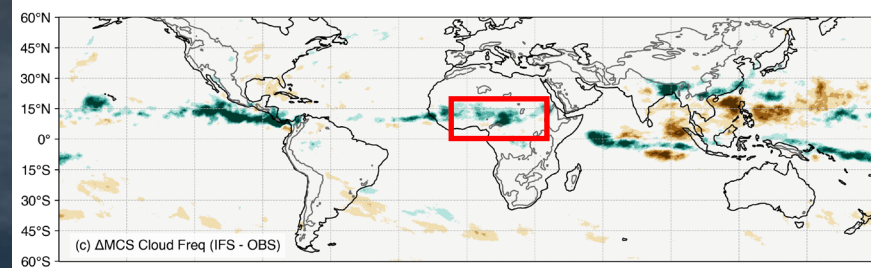 60°N
45°N
30°N
15°N
0°
15°S
30°S
45°S
60°S
(c) ΔMCS Cloud Freq (IFS - OBS)